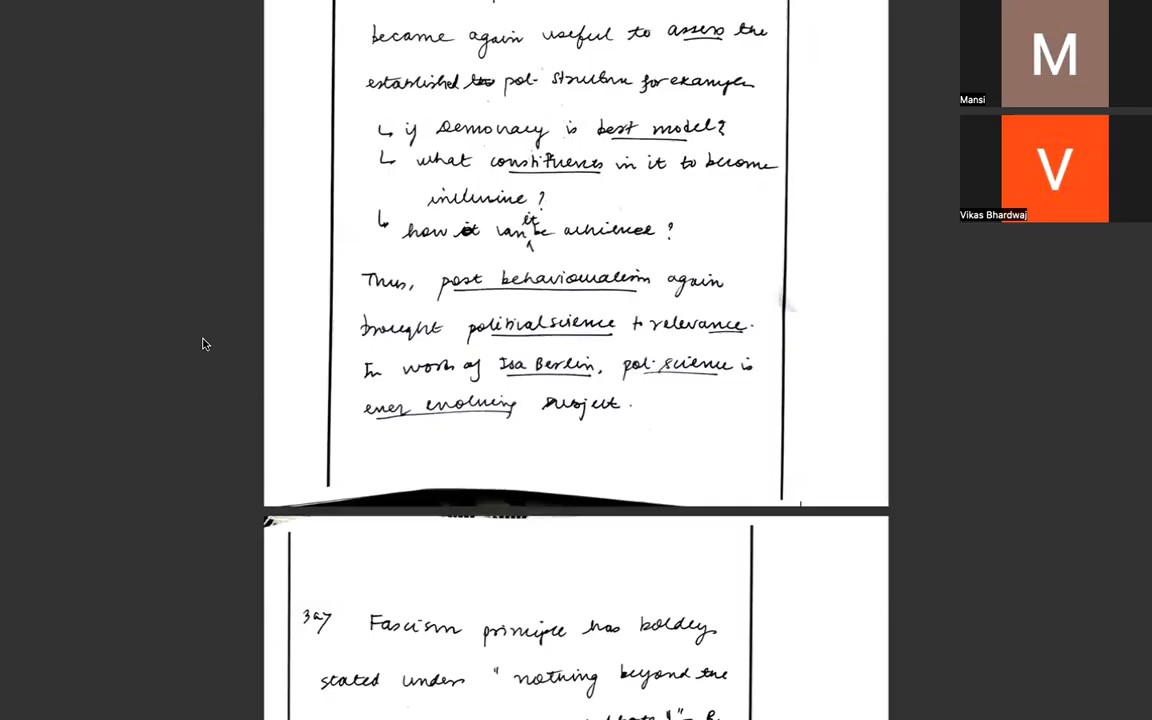 became again useful to assess the
established pol- structure for example
↳ if Democracy is best model?
↳ what constituents in it to become
inclusive?
↳ how can it be achieved?
Thus, post behaviouralism again
brought political science to relevance.
In work of Isa Berlin, pol. science is
ever evolving subject.
3a7 Fascism principle has boldly
stated under "nothing beyond the
M
Mansi
V
Vikas Bhardwaj